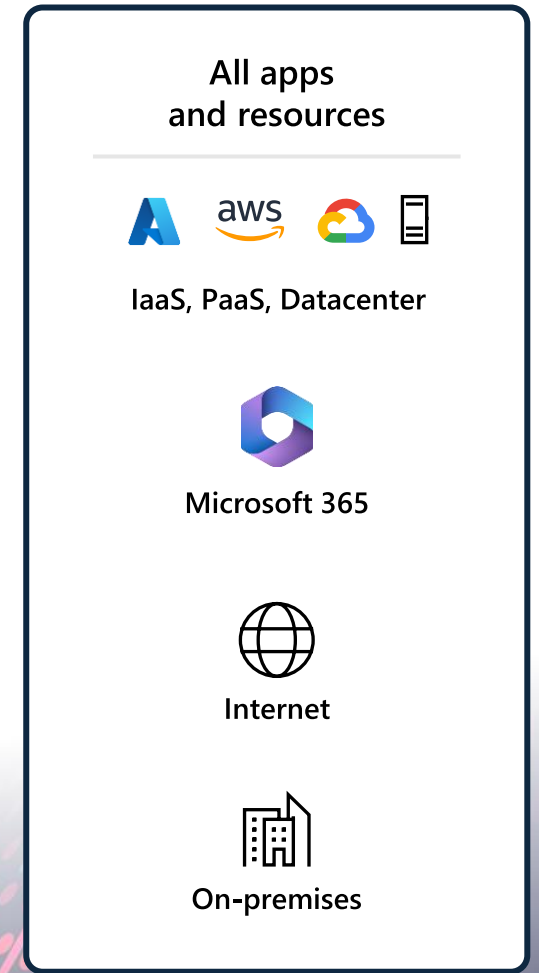 All apps
and resources
aws
IaaS, PaaS, Datacenter
Microsoft 365
Internet
On-premises